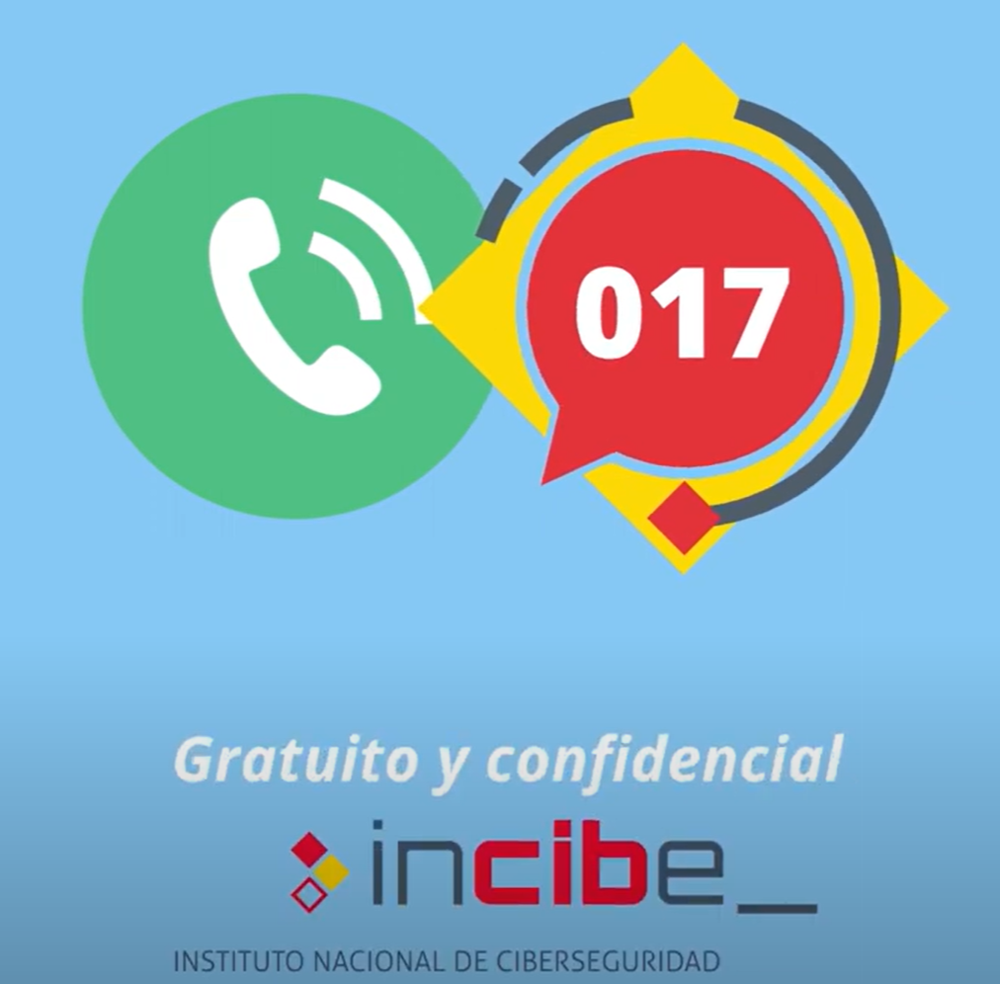 017
Gratuito y confidencial
incibe_
INSTITUTO NACIONAL DE CIBERSEGURIDAD